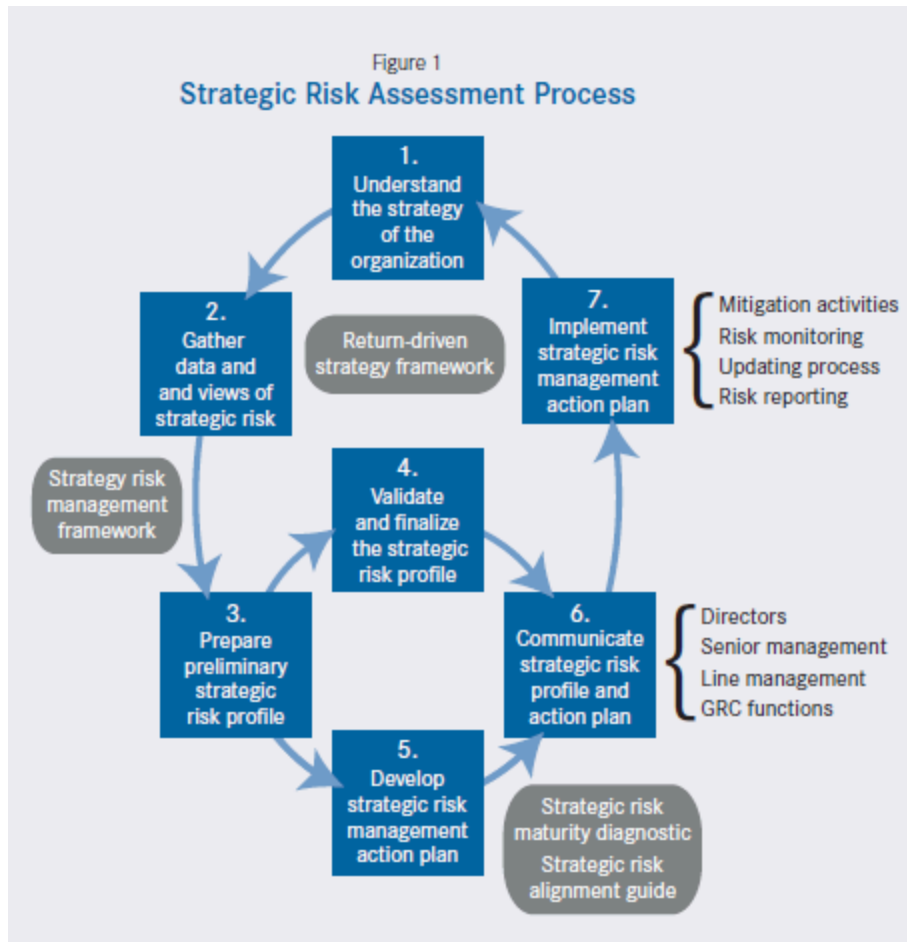 Figure 1
Strategic Risk Assessment Process
1.
Understand
the strategy
of the
organization
2.
Gather
data and
and views of
strategic risk
Return-driven
strategy framework
7.
Implement
strategic risk
management
action plan
Mitigation activities
Risk monitoring
Updating process
Risk reporting
Strategy risk
management
framework
4.
Validate
and finalize
the strategic
risk profile
3.
Prepare
preliminary
strategic
risk profile
6.
Communicate
strategic risk
profile and
action plan
Directors
Senior management
Line management
GRC functions
5.
Develop
strategic risk
management
action plan
Strategic risk
maturity diagnostic
Strategic risk
alignment guide